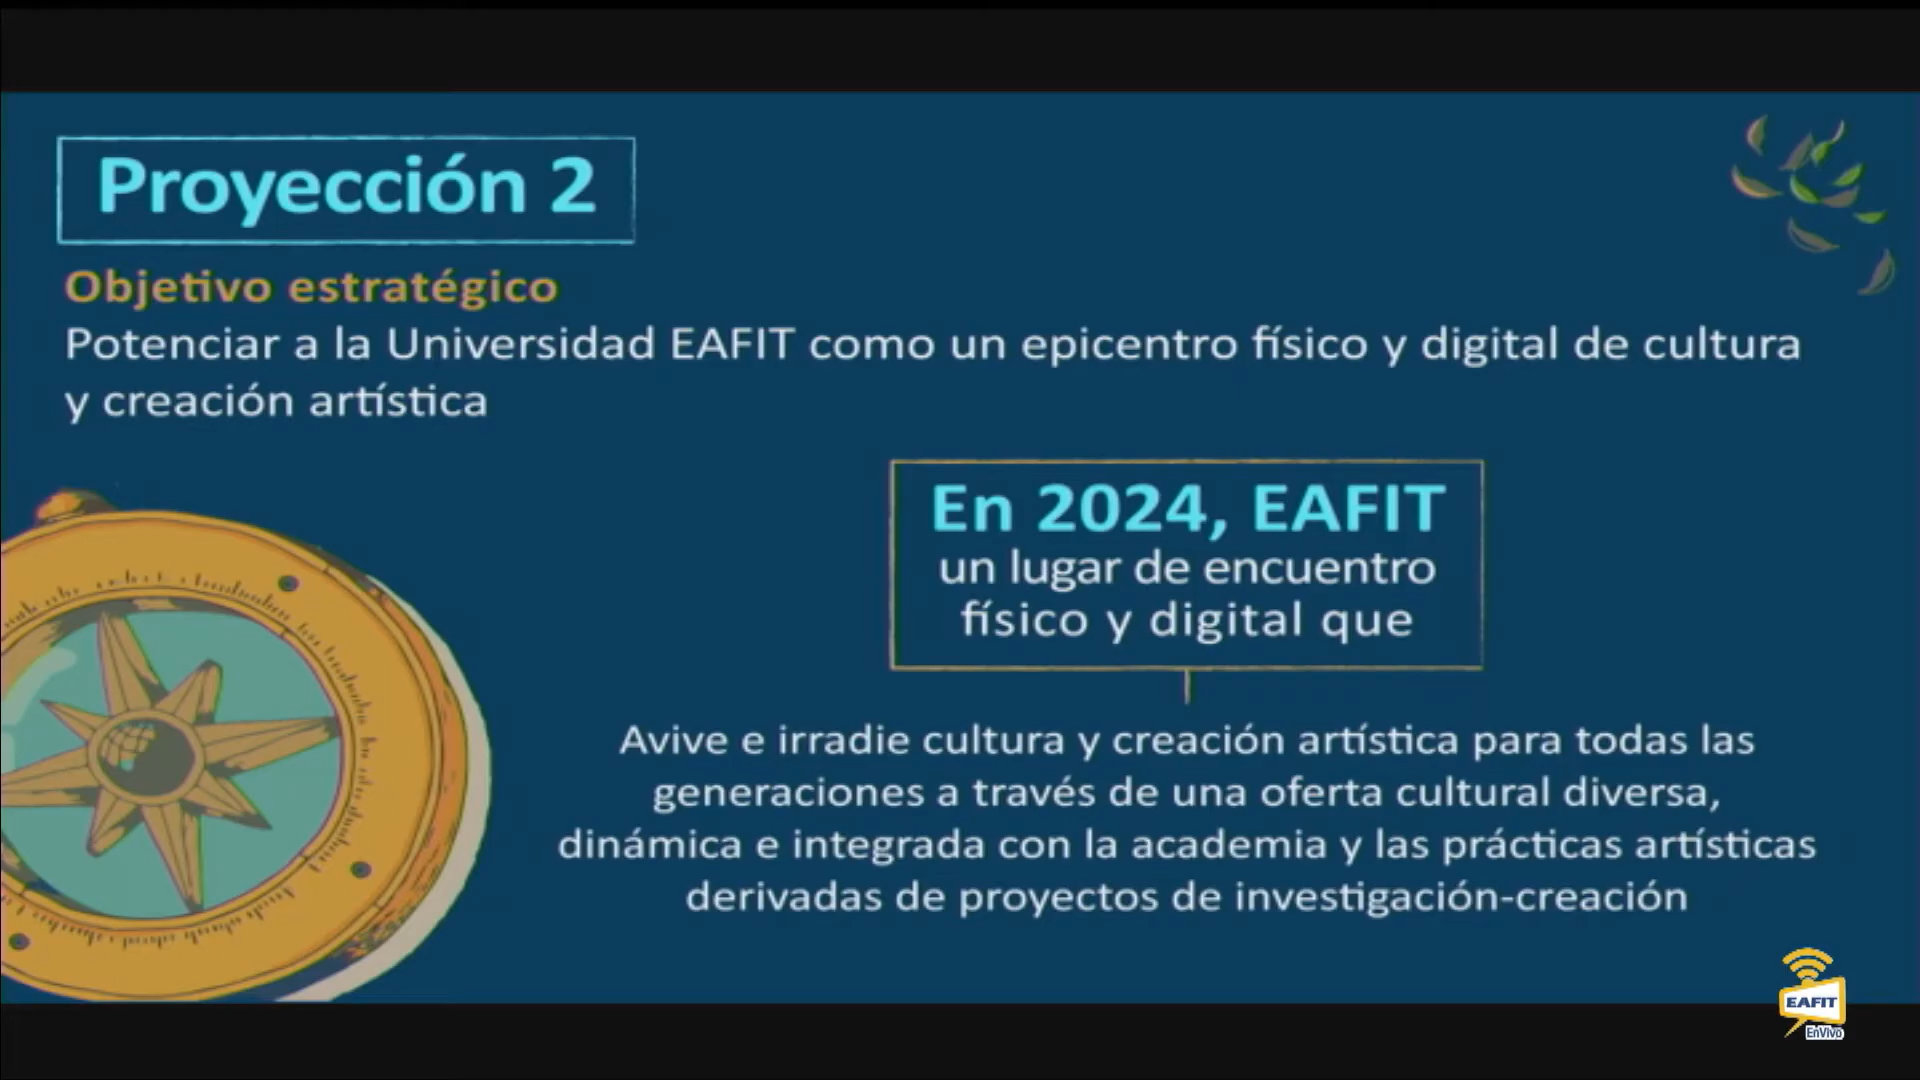 Proyección 2
Objetivo estratégico
Potenciar a la Universidad EAFIT como un epicentro físico y digital de cultura
y creación artística
En 2024, EAFIT
un lugar de encuentro
físico y digital que
Avive e irradie cultura y creación artística para todas las
generaciones a través de una oferta cultural diversa,
dinámica e integrada con la academia y las prácticas artísticas
derivadas de proyectos de investigación-creación
EAFIT
EnVivo